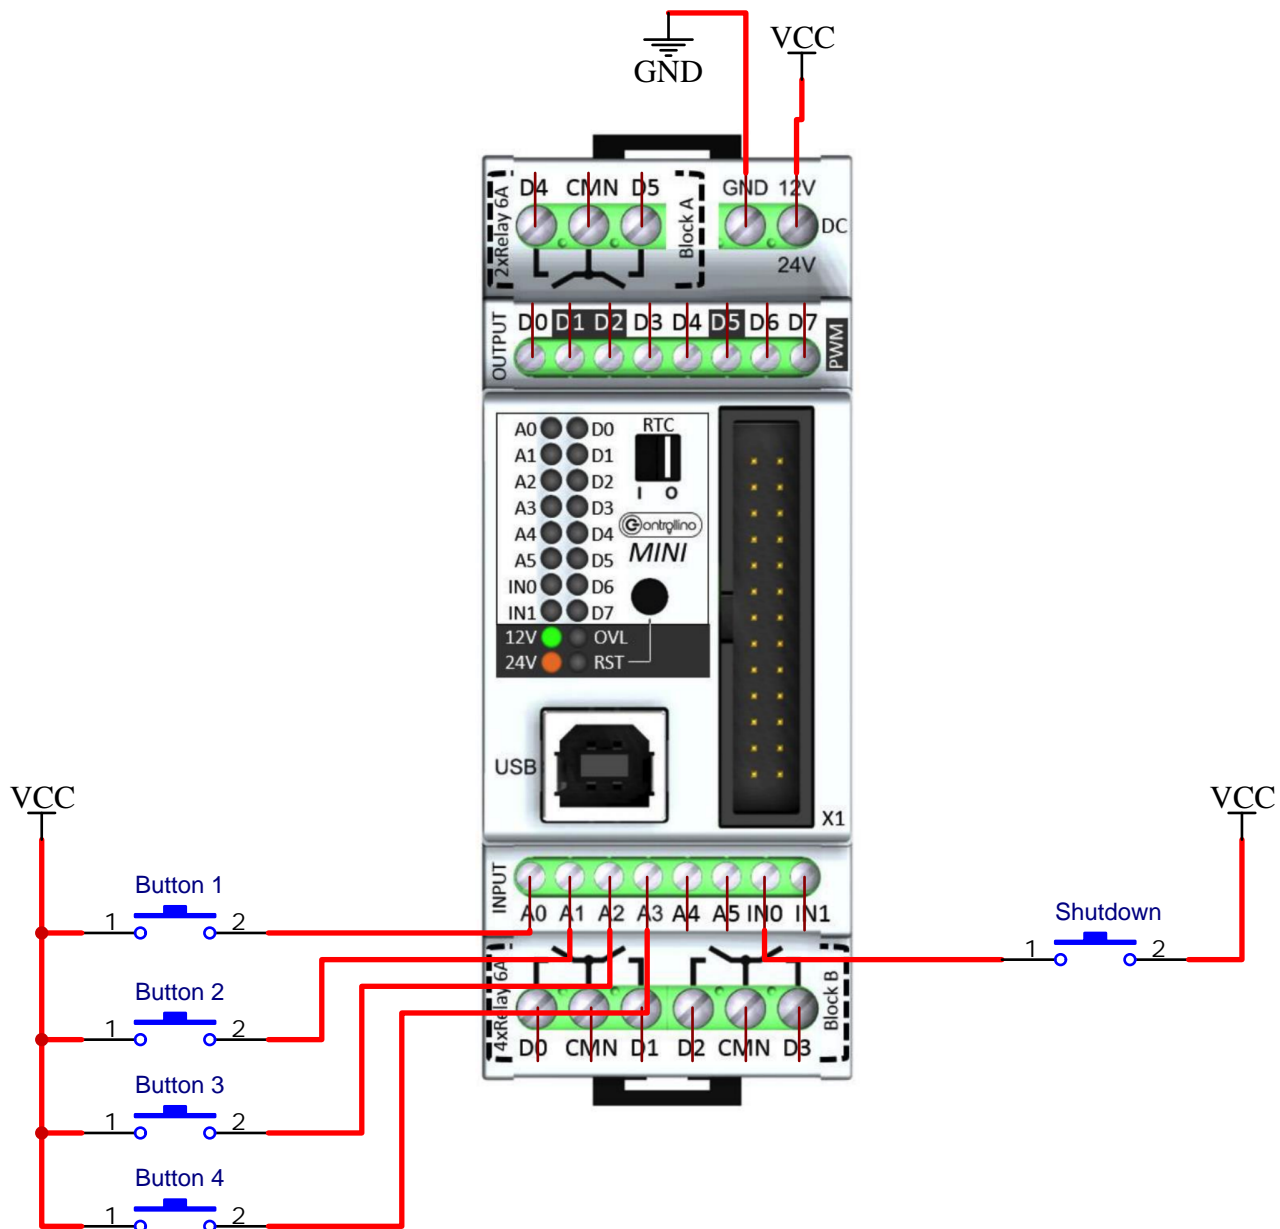 VCC
GND
D4 CMN D5
GND 12V
2xRelay 6A
Block A
DC
24V
OUTPUT
D0 D1 D2 D3 D4 D5 D6 D7
PWM
A0 D0
A1 D1
A2 D2
A3 D3
A4 D4
A5 D5
IN0 D6
IN1 D7
12V OVL
24V RST
RTC
I O
Controllino
MINI
USB
X1
VCC
VCC
INPUT
A0 A1 A2 A3 A4 A5 IN0 IN1
Button 1
1 2
Shutdown
1 2
4xRelay 6A
Block B
D0 CMN D1 D2 CMN D3
Button 2
1 2
Button 3
1 2
Button 4
1 2